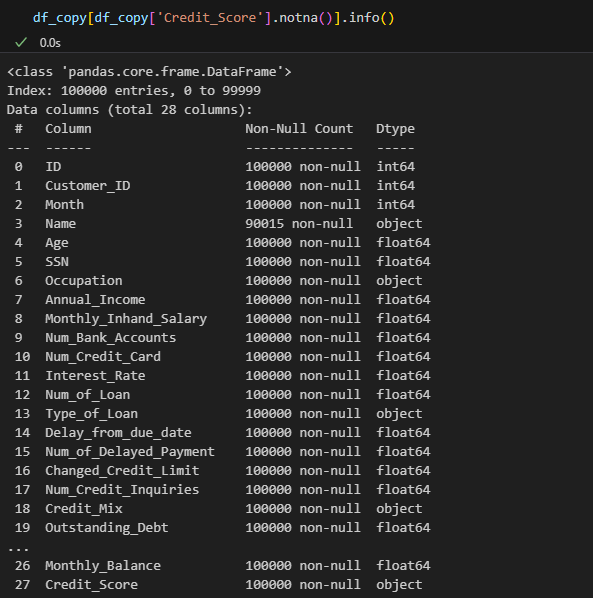 df_copy[df_copy['Credit_Score'].notna()].info()
✓ 0.0s
<class 'pandas.core.frame.DataFrame'>
Index: 100000 entries, 0 to 99999
Data columns (total 28 columns):
 #   Column                    Non-Null Count   Dtype
---  ------                    --------------   -----
 0   ID                        100000 non-null  int64
 1   Customer_ID               100000 non-null  int64
 2   Month                     100000 non-null  int64
 3   Name                      90015 non-null   object
 4   Age                       100000 non-null  float64
 5   SSN                       100000 non-null  float64
 6   Occupation                100000 non-null  object
 7   Annual_Income             100000 non-null  float64
 8   Monthly_Inhand_Salary     100000 non-null  float64
 9   Num_Bank_Accounts         100000 non-null  float64
 10  Num_Credit_Card           100000 non-null  float64
 11  Interest_Rate             100000 non-null  float64
 12  Num_of_Loan               100000 non-null  float64
 13  Type_of_Loan              100000 non-null  object
 14  Delay_from_due_date       100000 non-null  float64
 15  Num_of_Delayed_Payment    100000 non-null  float64
 16  Changed_Credit_Limit      100000 non-null  float64
 17  Num_Credit_Inquiries      100000 non-null  float64
 18  Credit_Mix                100000 non-null  object
 19  Outstanding_Debt          100000 non-null  float64
...
 26  Monthly_Balance           100000 non-null  float64
 27  Credit_Score              100000 non-null  object